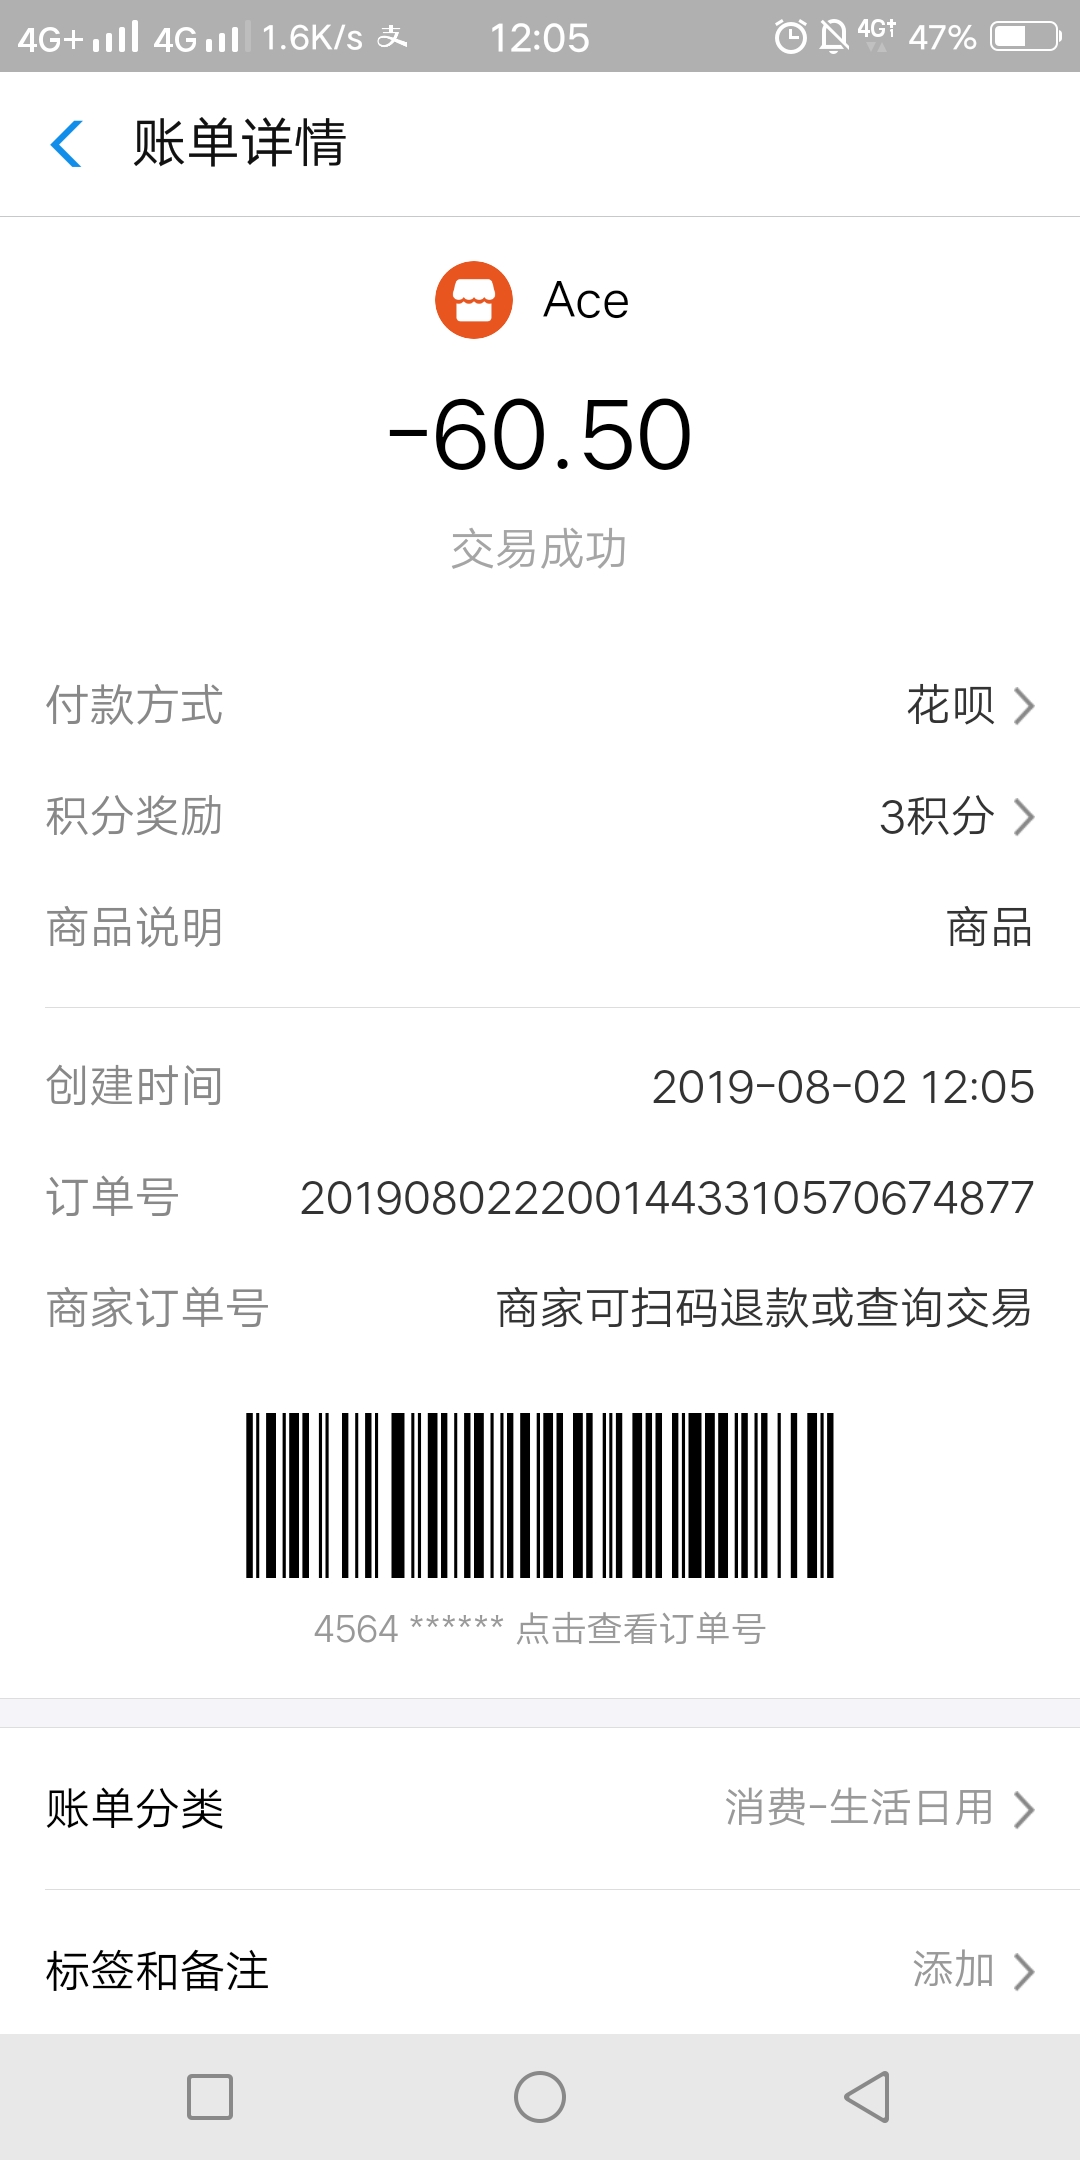 4G+ 4G 1.6K/s 12:05 4G+ 47%
账单详情
Ace
-60.50
交易成功
付款方式 花呗
积分奖励 3积分
商品说明 商品
创建时间 2019-08-02 12:05
订单号 2019080222001443310570674877
商家订单号 商家可扫码退款或查询交易
4564 ****** 点击查看订单号
账单分类 消费-生活日用
标签和备注 添加